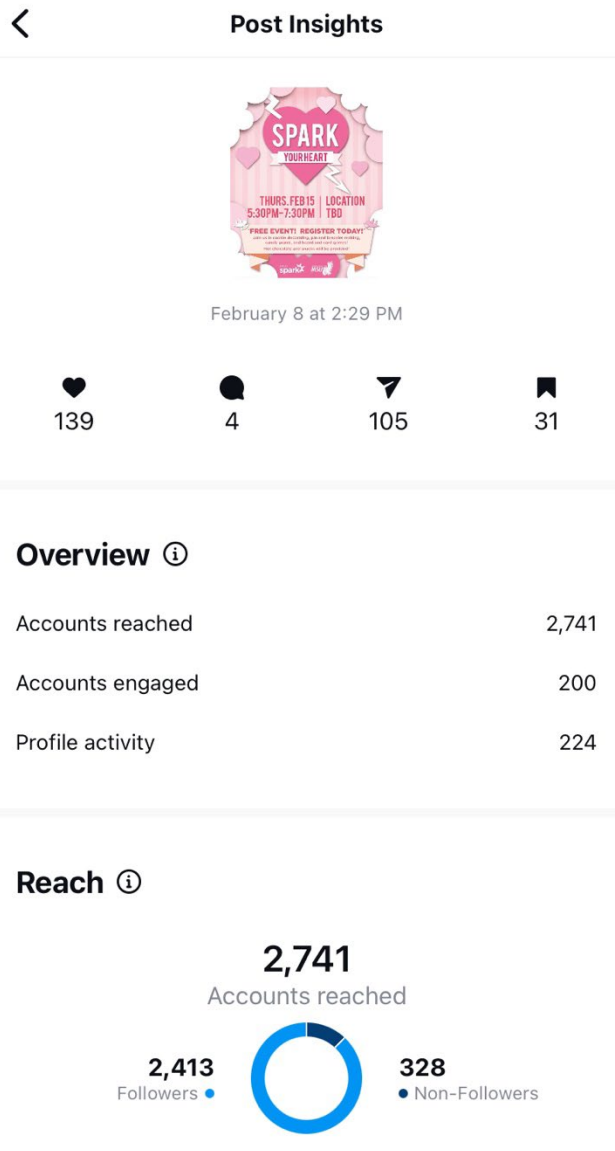 Post Insights
SPARK
YOUR HEART
THURS. FEB 15 | LOCATION
5:30PM-7:30PM | TBD
FREE EVENT! REGISTER TODAY!
spark
February 8 at 2:29 PM
139 4 105 31
Overview
Accounts reached 2,741
Accounts engaged 200
Profile activity 224
Reach
2,741
Accounts reached
2,413 328
Followers Non-Followers